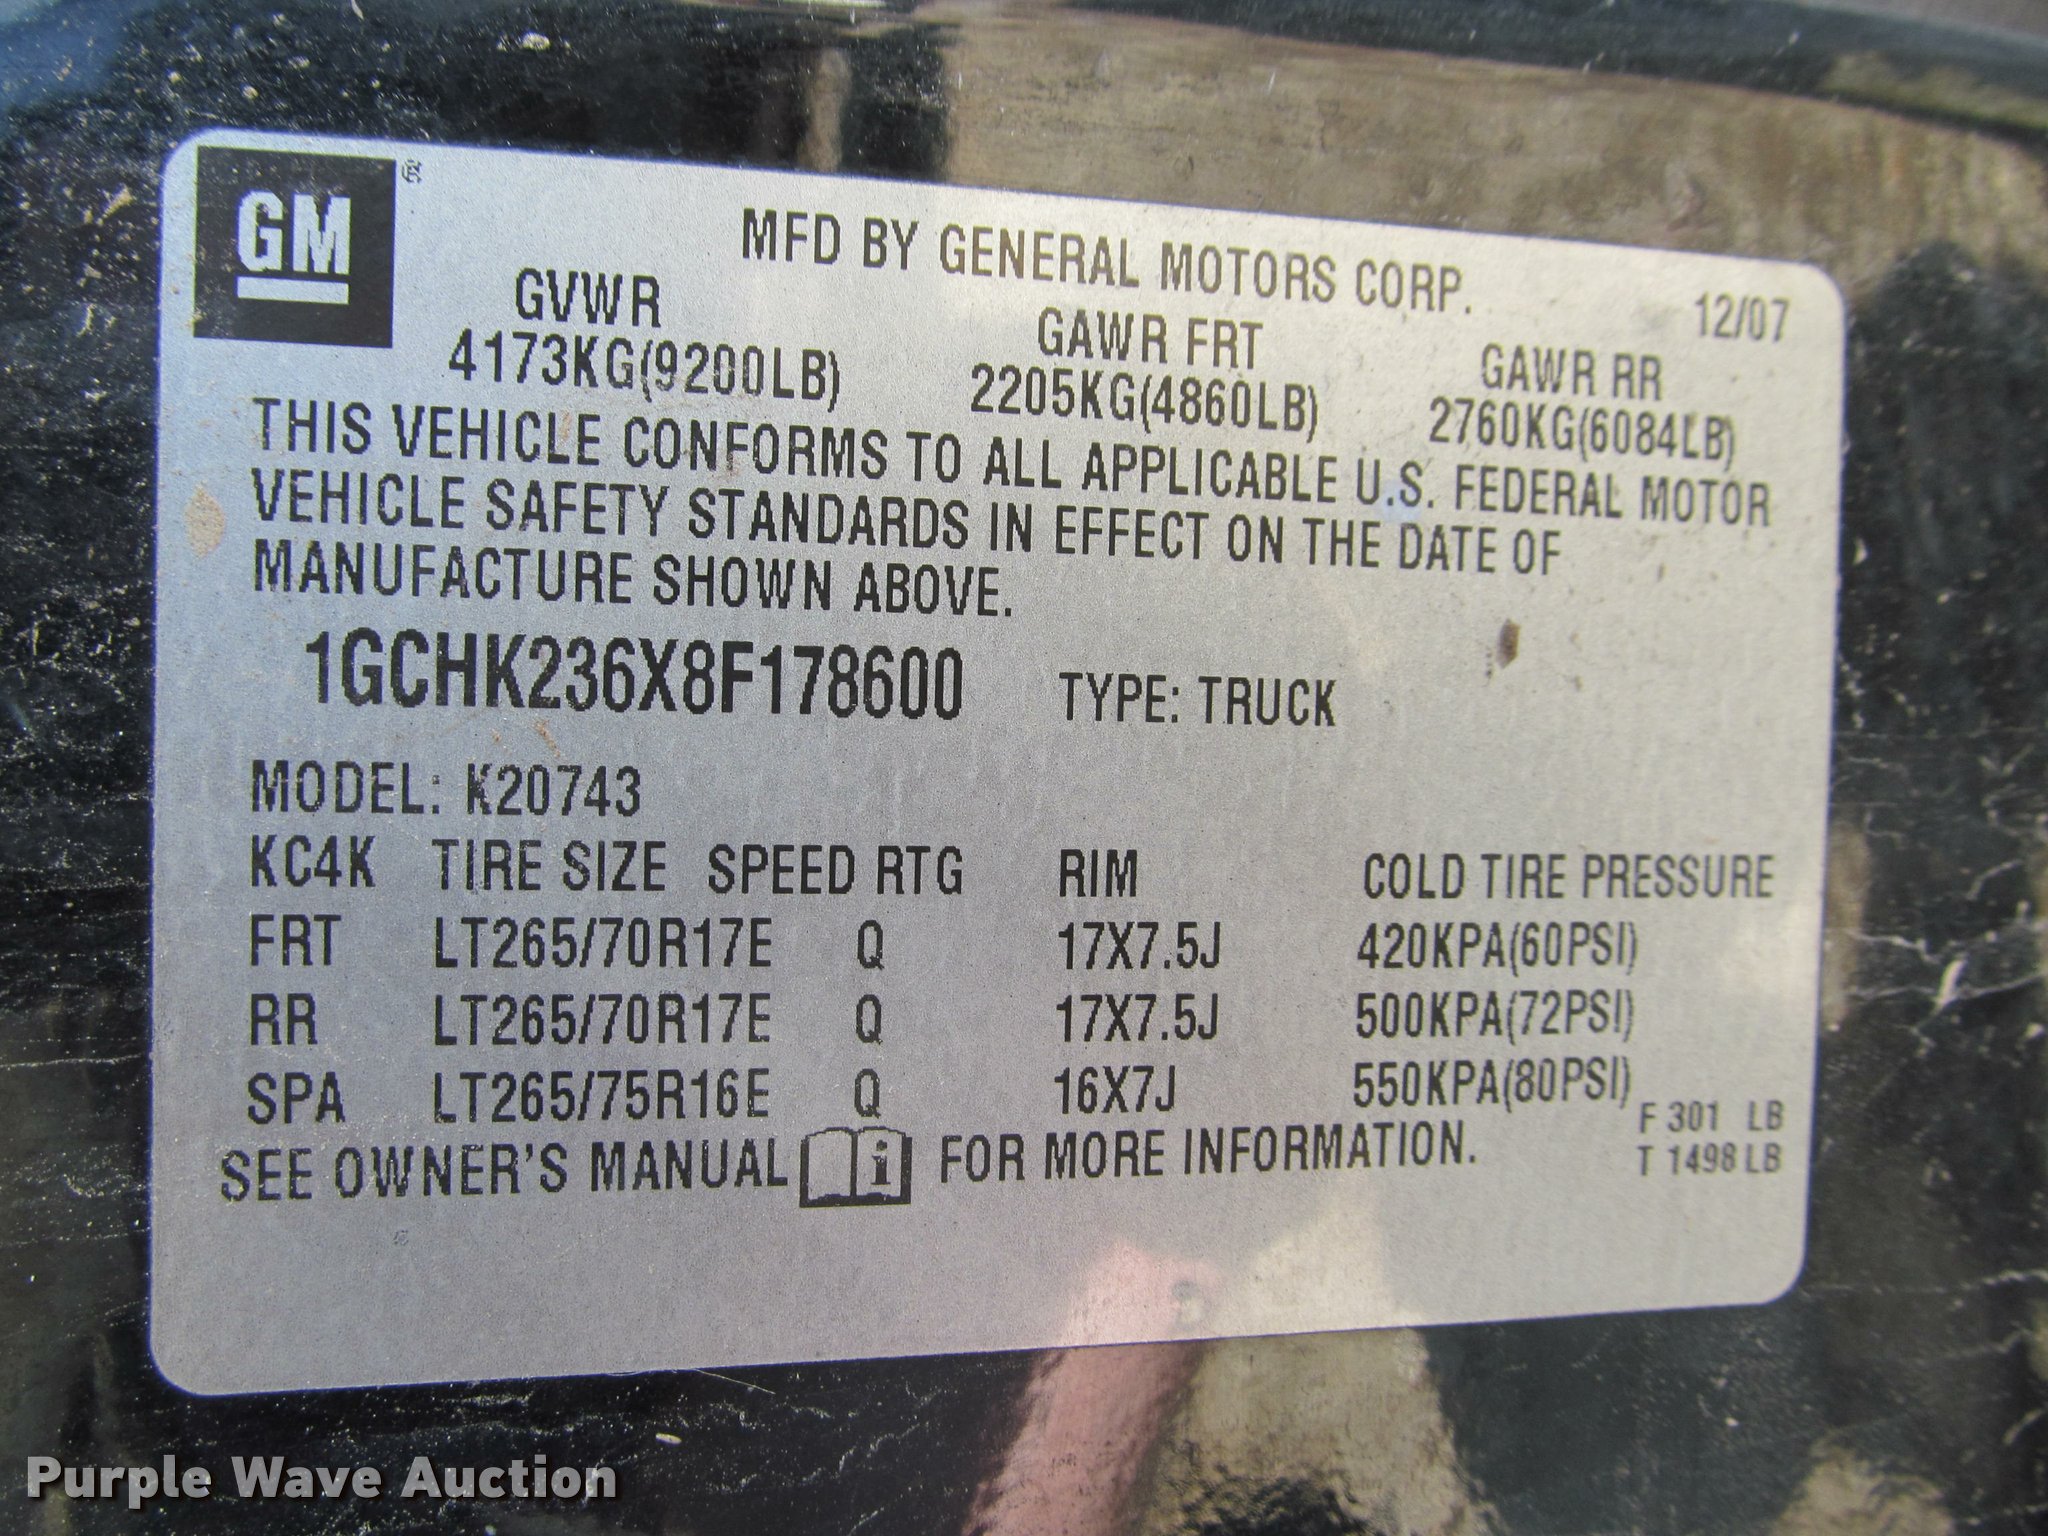 GM ®
MFD BY GENERAL MOTORS CORP.
12/07
GVWR GAWR FRT GAWR RR
4173KG(9200LB) 2205KG(4860LB) 2760KG(6084LB)
THIS VEHICLE CONFORMS TO ALL APPLICABLE U.S. FEDERAL MOTOR
VEHICLE SAFETY STANDARDS IN EFFECT ON THE DATE OF
MANUFACTURE SHOWN ABOVE.
1GCHK236X8F178600 TYPE: TRUCK
MODEL: K20743
KC4K TIRE SIZE SPEED RTG RIM COLD TIRE PRESSURE
FRT LT265/70R17E Q 17X7.5J 420KPA(60PSI)
RR LT265/70R17E Q 17X7.5J 500KPA(72PSI)
SPA LT265/75R16E Q 16X7J 550KPA(80PSI)
F 301 LB
T 1498 LB
SEE OWNER'S MANUAL i FOR MORE INFORMATION.
Purple Wave Auction